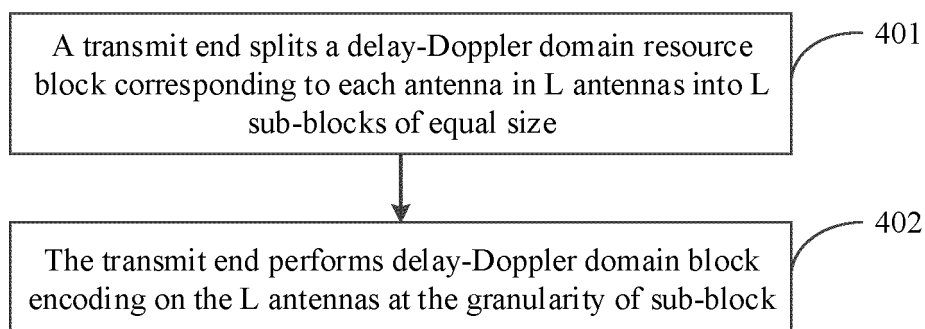 A transmit end splits a delay-Doppler domain resource
block corresponding to each antenna in L antennas into L
sub-blocks of equal size
401
The transmit end performs delay-Doppler domain block
encoding on the L antennas at the granularity of sub-block
402